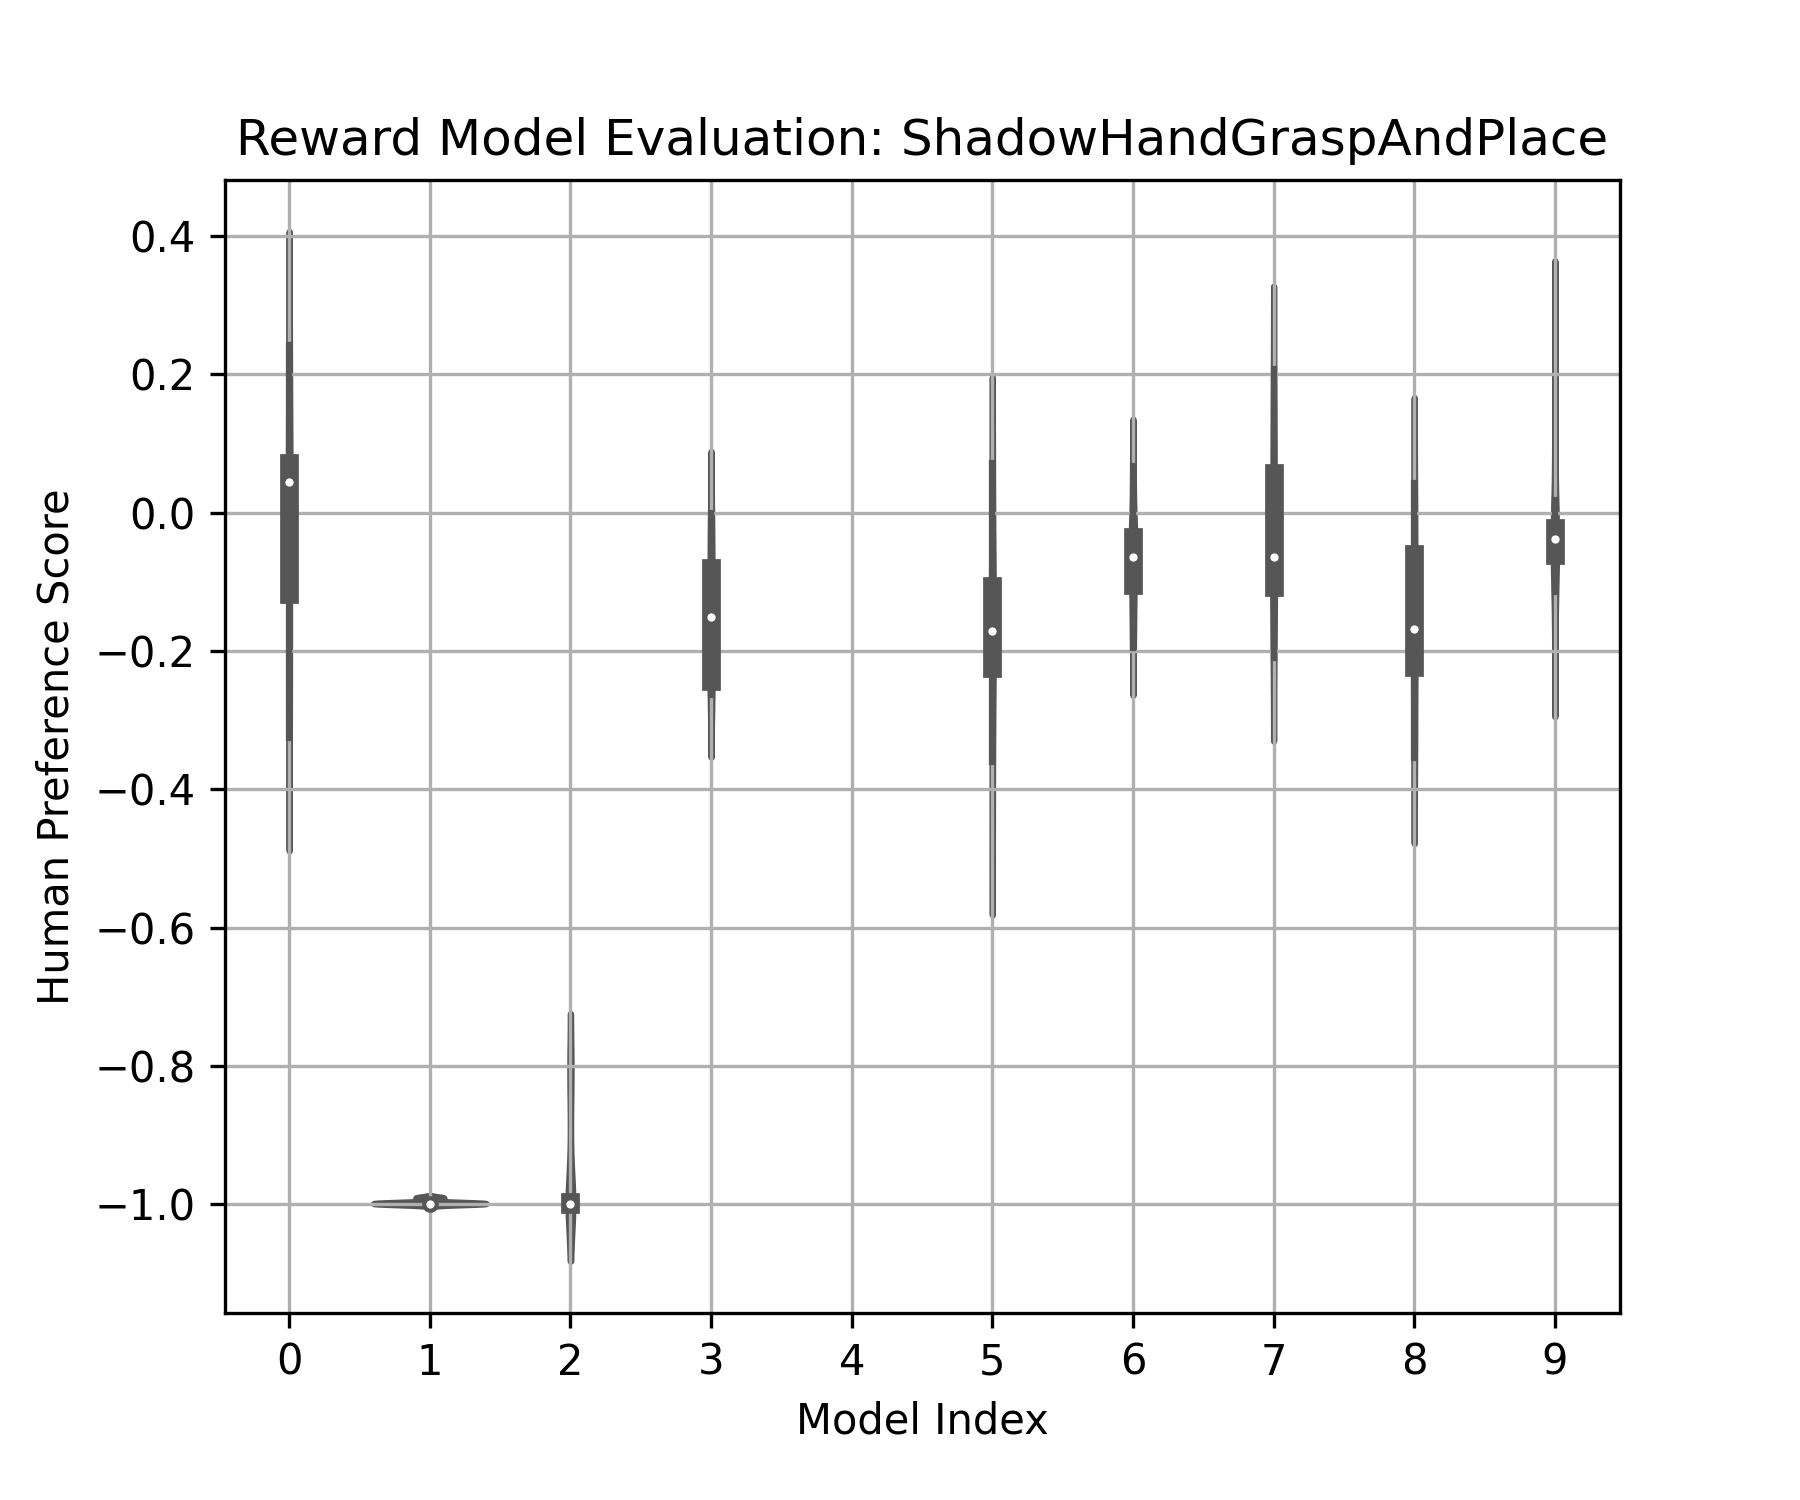 Reward Model Evaluation: ShadowHandGraspAndPlace
0.4
0.2
0.0
−0.2
−0.4
−0.6
−0.8
−1.0
Human Preference Score
0 1 2 3 4 5 6 7 8 9
Model Index